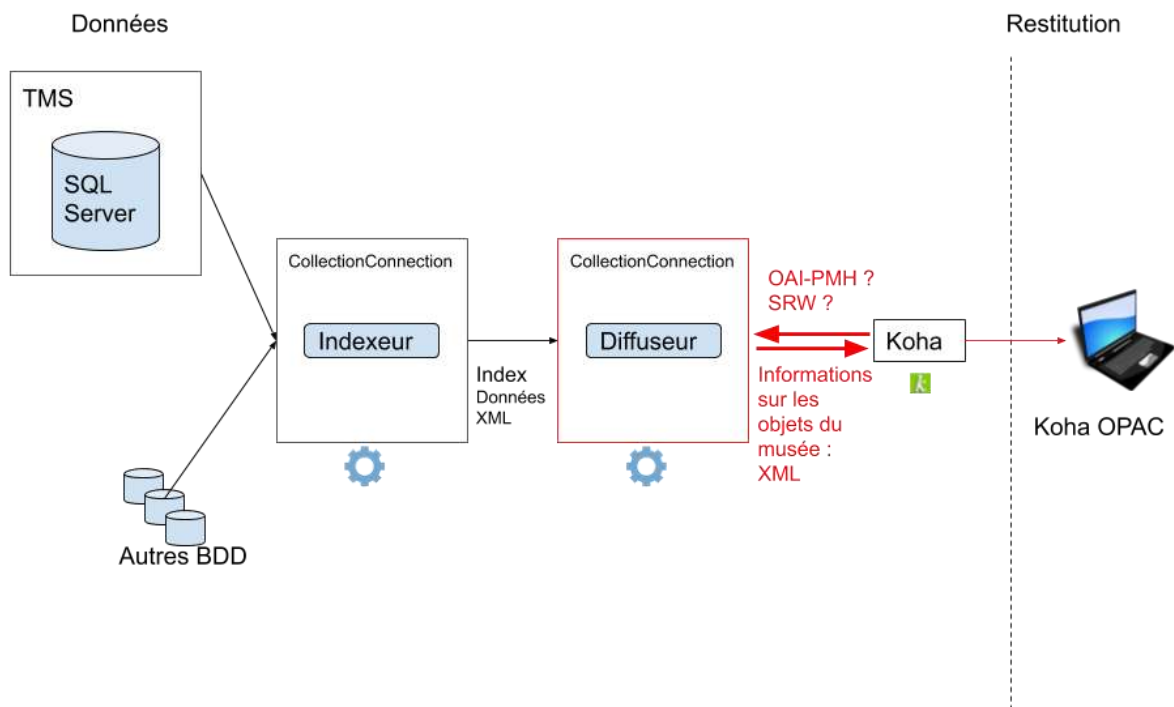 Données
Restitution
TMS
SQL
Server
CollectionConnection
Indexeur
Index
Données
XML
CollectionConnection
Diffuseur
OAI-PMH ?
SRW ?
Informations
sur les
objets du
musée :
XML
Koha
k
Koha OPAC
Autres BDD